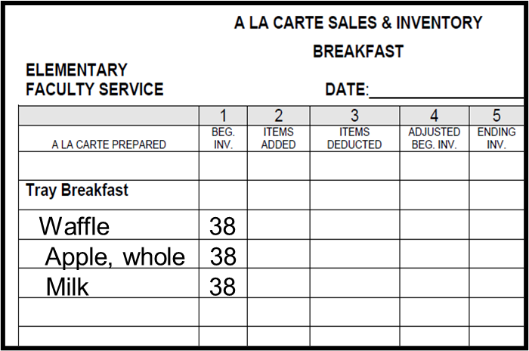 A LA CARTE SALES & INVENTORY
BREAKFAST
ELEMENTARY
FACULTY SERVICE DATE:
1 2 3 4 5
A LA CARTE PREPARED BEG. INV. ITEMS ADDED ITEMS DEDUCTED ADJUSTED BEG. INV. ENDING INV.
Tray Breakfast
Waffle 38
Apple, whole 38
Milk 38